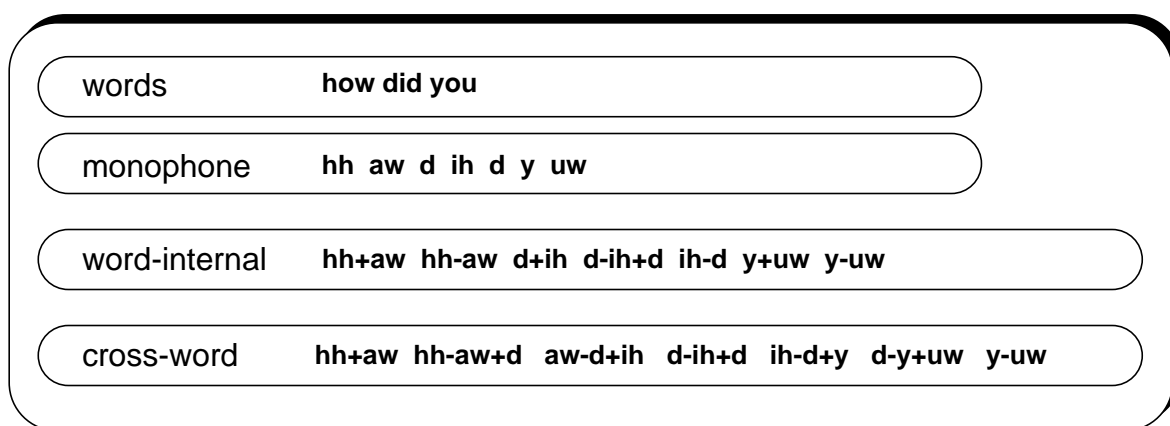 words how did you
monophone hh aw d ih d y uw
word-internal hh+aw hh-aw d+ih d-ih+d ih-d y+uw y-uw
cross-word hh+aw hh-aw+d aw-d+ih d-ih+d ih-d+y d-y+uw y-uw